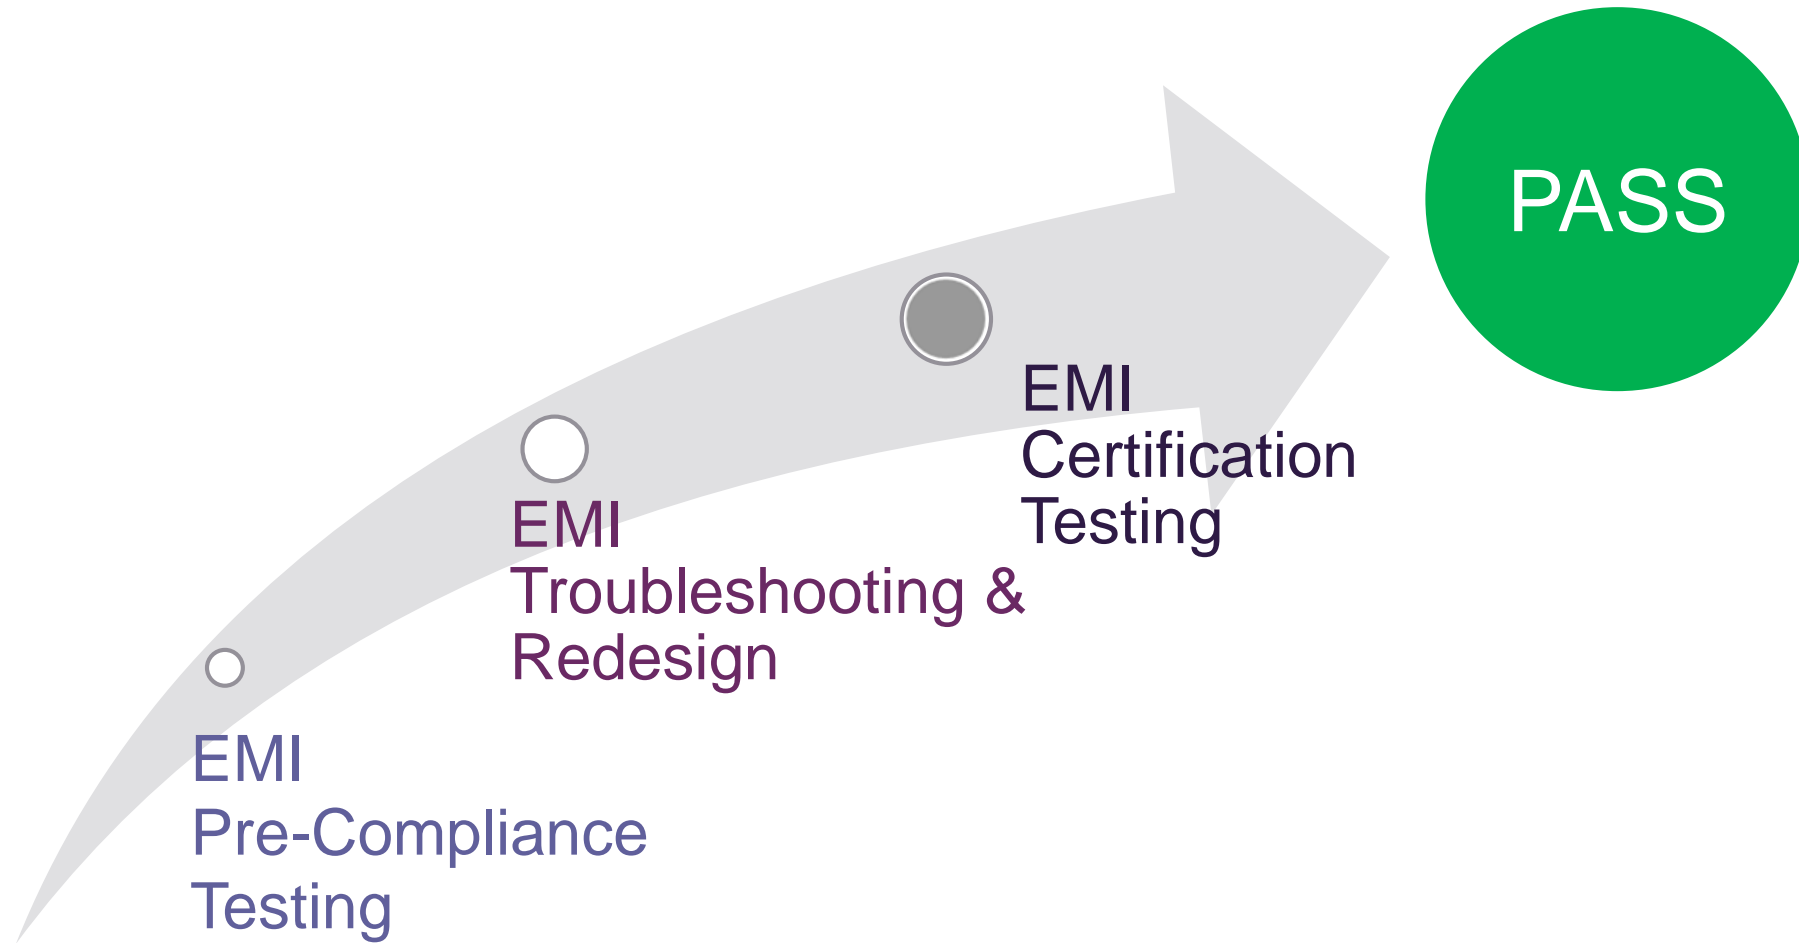 EMI
Pre-Compliance
Testing
EMI
Troubleshooting &
Redesign
EMI
Certification
Testing
PASS